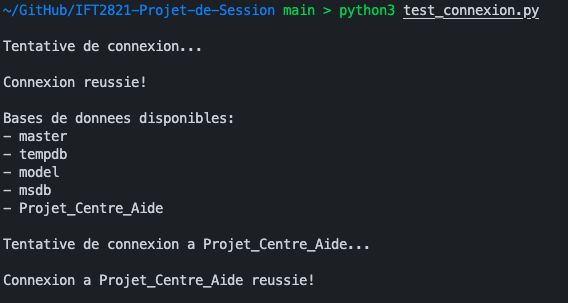 ~/GitHub/IFT2821-Projet-de-Session main > python3 test_connexion.py
Tentative de connexion...
Connexion reussie!
Bases de donnees disponibles:
- master
- tempdb
- model
- msdb
- Projet_Centre_Aide
Tentative de connexion a Projet_Centre_Aide...
Connexion a Projet_Centre_Aide reussie!